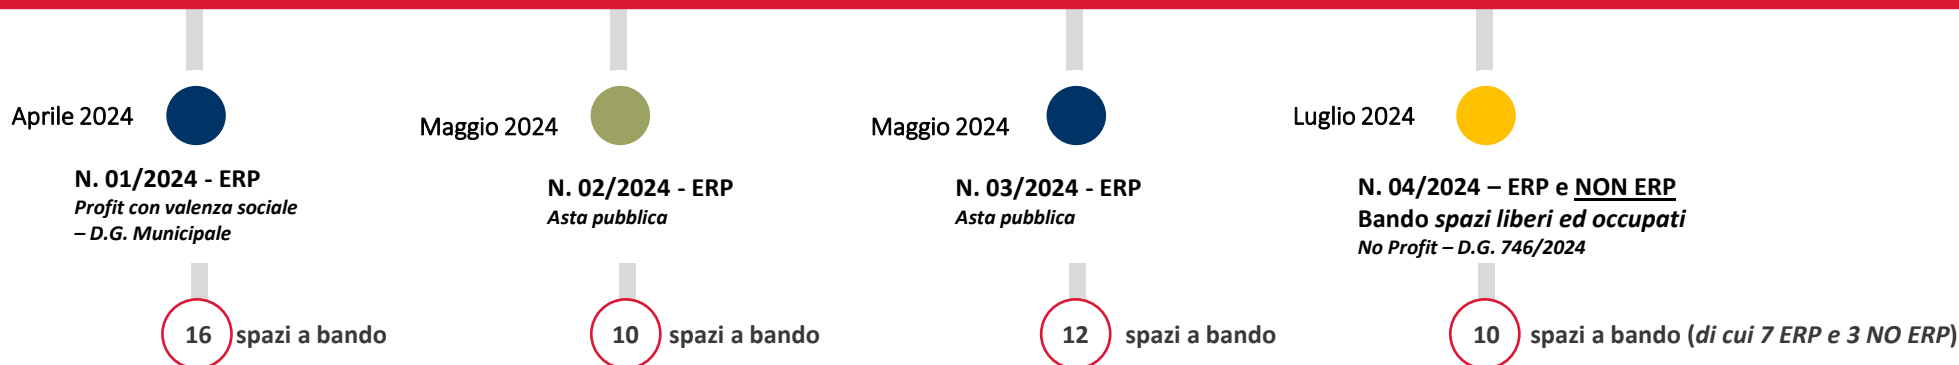 Aprile 2024
N. 01/2024 - ERP
Profit con valenza sociale
– D.G. Municipale
16 spazi a bando
Maggio 2024
N. 02/2024 - ERP
Asta pubblica
10 spazi a bando
Maggio 2024
N. 03/2024 - ERP
Asta pubblica
12 spazi a bando
Luglio 2024
N. 04/2024 – ERP e NON ERP
Bando spazi liberi ed occupati
No Profit – D.G. 746/2024
10 spazi a bando (di cui 7 ERP e 3 NO ERP)